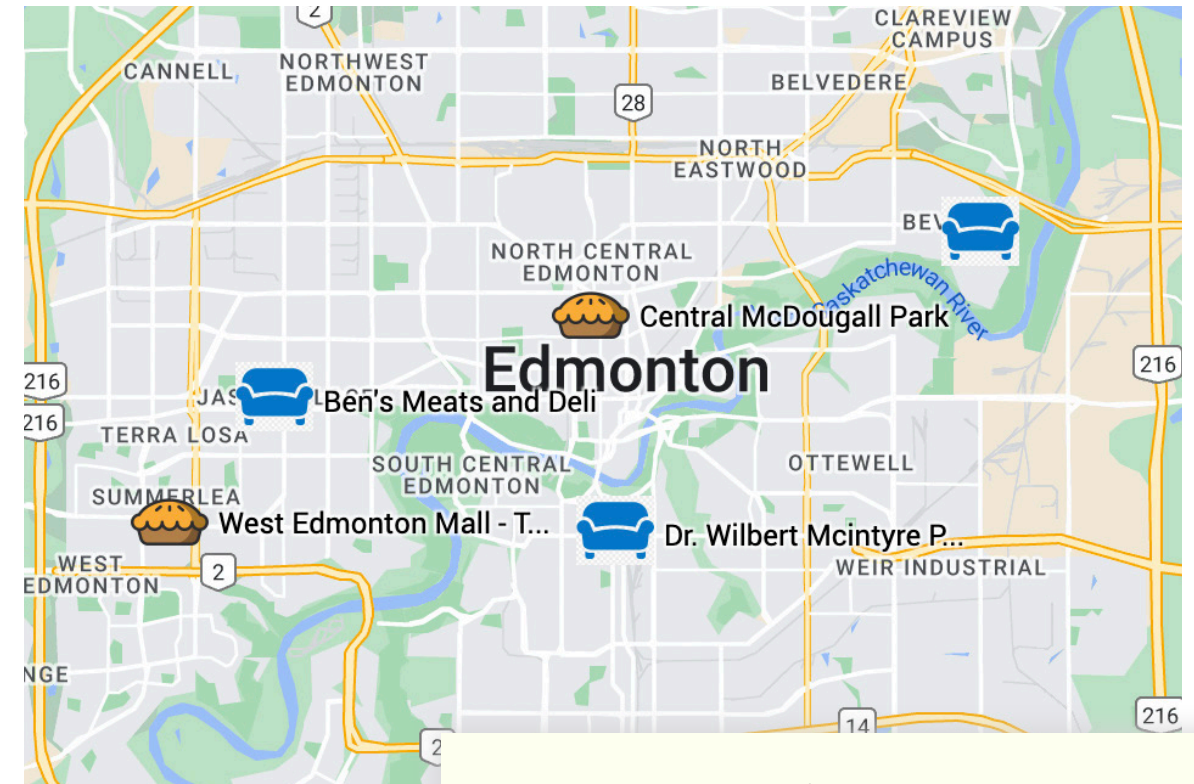 2
CLAREVIEW
CAMPUS
CANNELL
NORTHWEST
EDMONTON
BELVEDERE
28
NORTH
EASTWOOD
BEV
NORTH CENTRAL
EDMONTON
Saskatchewan River
Central McDougall Park
Edmonton
216
216
216
JAS
Ben's Meats and Deli
TERRA LOSA
SOUTH CENTRAL
EDMONTON
OTTEWELL
SUMMERLEA
West Edmonton Mall - T...
Dr. Wilbert Mcintyre P...
WEST
EDMONTON
2
WEIR INDUSTRIAL
NGE
14
216
2